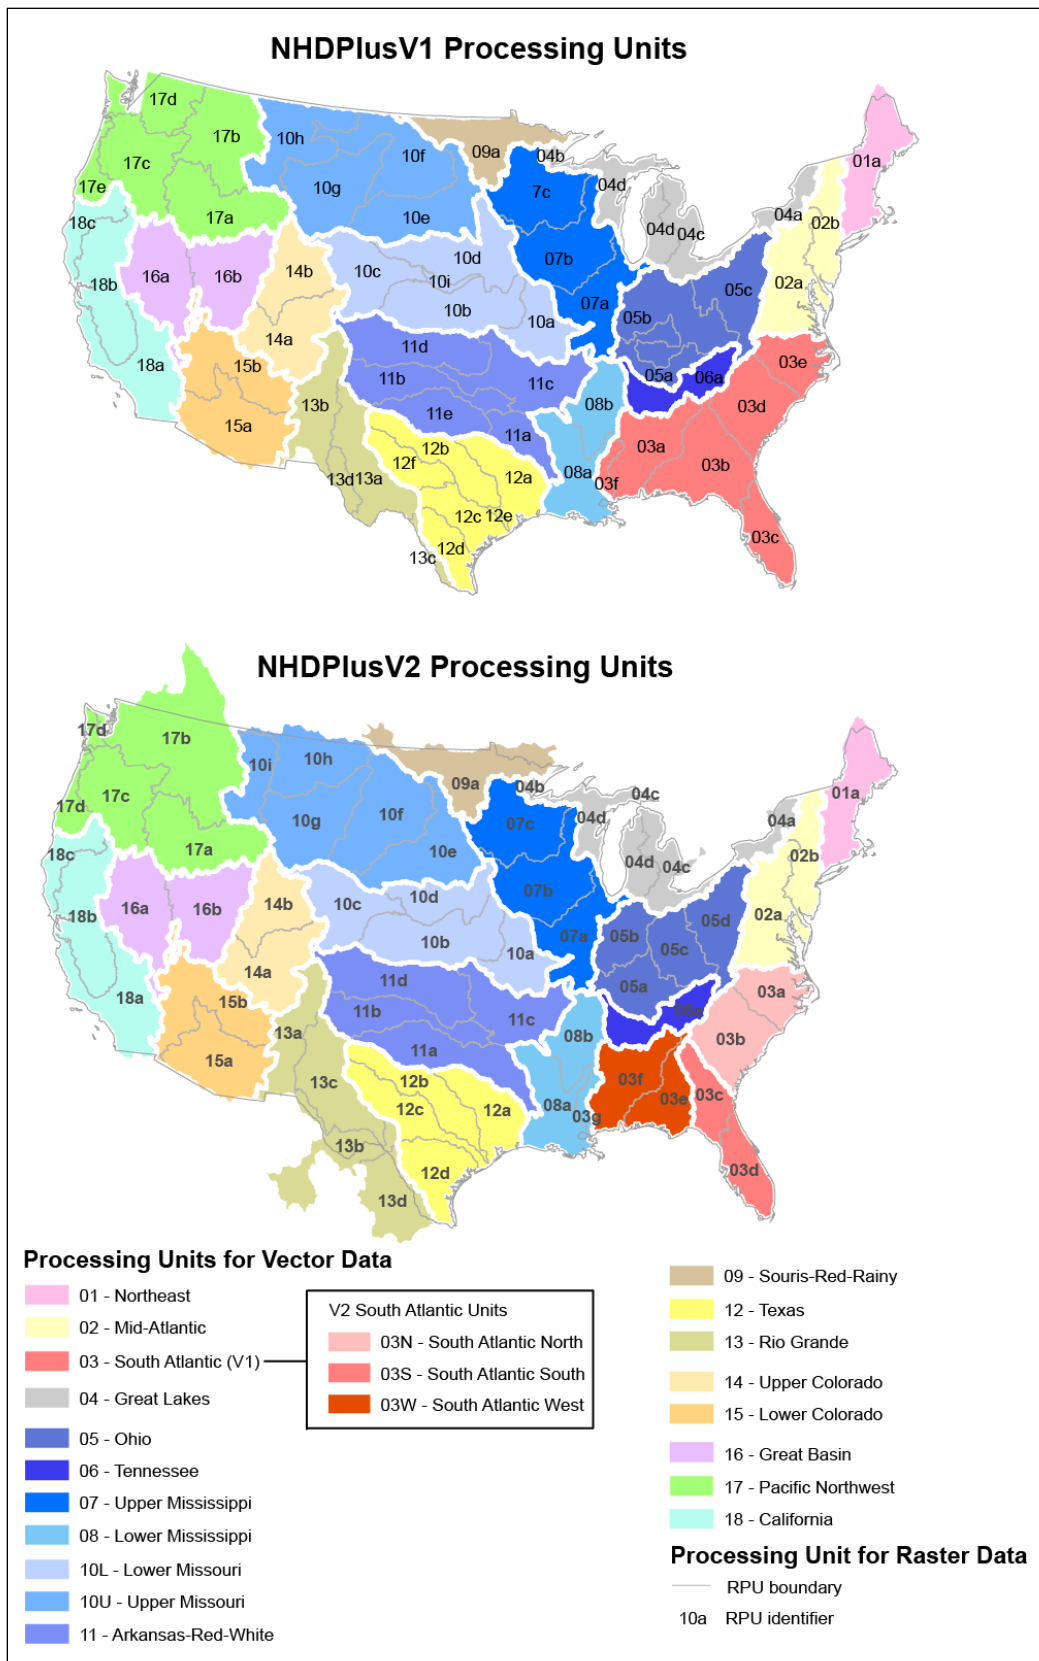 NHDPlusV1 Processing Units
17d
17b
17c
17e
17a
10h
10f
10g
10e
09a
04b
7c
04d
04d
04c
04a
01a
02b
02a
18c
18b
18a
16a
16b
14b
14a
10c
10d
10i
10b
10a
07b
07a
05c
05b
05a
06a
15b
15a
11d
11b
11c
11e
11a
13b
13d
13a
13c
12b
12f
12a
12c
12e
12d
08b
08a
03f
03a
03b
03d
03e
03c
NHDPlusV2 Processing Units
17d
17b
17c
17d
17a
10i
10h
10f
10g
10e
09a
04b
04c
07c
04d
04d
04c
04a
01a
02b
02a
18c
18b
18a
16a
16b
14b
14a
10c
10d
10b
10a
07b
07a
05d
05b
05c
05a
06a
15b
15a
11d
11b
11c
11a
13a
13c
13b
13d
12b
12c
12a
12d
08b
08a
03g
03f
03e
03a
03b
03c
03d
Processing Units for Vector Data
01 - Northeast
02 - Mid-Atlantic
03 - South Atlantic (V1)
04 - Great Lakes
05 - Ohio
06 - Tennessee
07 - Upper Mississippi
08 - Lower Mississippi
10L - Lower Missouri
10U - Upper Missouri
11 - Arkansas-Red-White
V2 South Atlantic Units
03N - South Atlantic North
03S - South Atlantic South
03W - South Atlantic West
09 - Souris-Red-Rainy
12 - Texas
13 - Rio Grande
14 - Upper Colorado
15 - Lower Colorado
16 - Great Basin
17 - Pacific Northwest
18 - California
Processing Unit for Raster Data
RPU boundary
10a RPU identifier